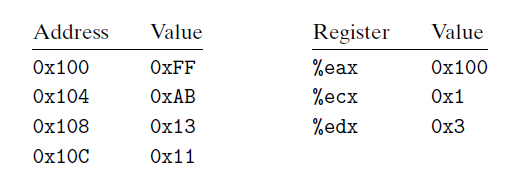 Address Value Register Value
0x100 0xFF %eax 0x100
0x104 0xAB %ecx 0x1
0x108 0x13 %edx 0x3
0x10C 0x11